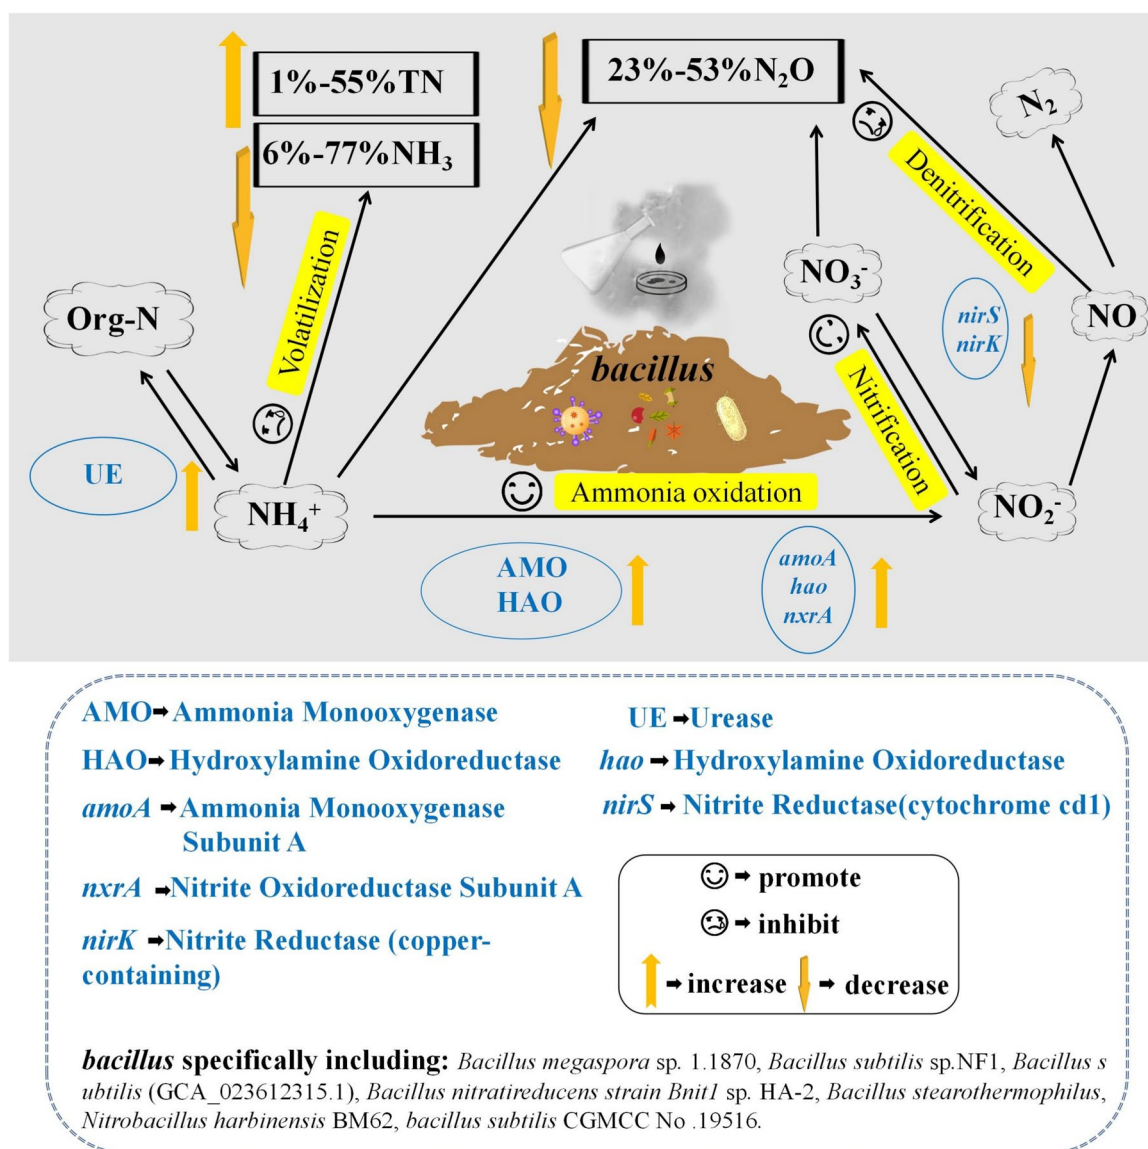 1%-55%TN
23%-53%N₂O
N₂
6%-77%NH₃
Denitrification
Volatilization
NO₃⁻
Org-N
nirS
nirK
NO
bacillus
Nitrification
UE
Ammonia oxidation
NH₄⁺
NO₂⁻
AMO
HAO
amoA
hao
nxrA
AMO→Ammonia Monooxygenase
UE→Urease
HAO→Hydroxylamine Oxidoreductase
hao→Hydroxylamine Oxidoreductase
amoA→Ammonia Monooxygenase
Subunit A
nirS→Nitrite Reductase(cytochrome cd1)
nxrA→Nitrite Oxidoreductase Subunit A
nirK→Nitrite Reductase (copper-
containing)
→promote
→inhibit
→increase →decrease
bacillus specifically including: Bacillus megaspora sp. 1.1870, Bacillus subtilis sp.NF1, Bacillus s
ubtilis (GCA_023612315.1), Bacillus nitratireducens strain Bnit1 sp. HA-2, Bacillus stearothermophilus,
Nitrobacillus harbinensis BM62, bacillus subtilis CGMCC No .19516.